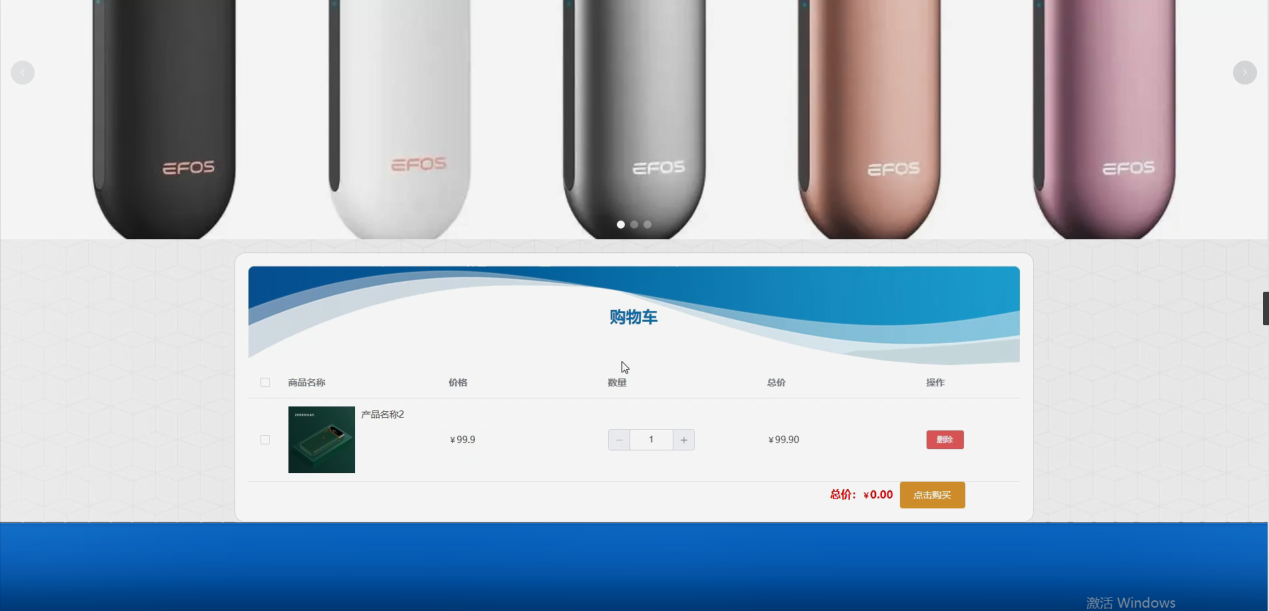 EFOS
EFOS
EFOS
EFOS
EFOS
购物车
商品名称 价格 数量 总价 操作
产品名称2
¥99.9 − 1 + ¥99.90 删除
总价：¥0.00 点击购买
激活 Windows